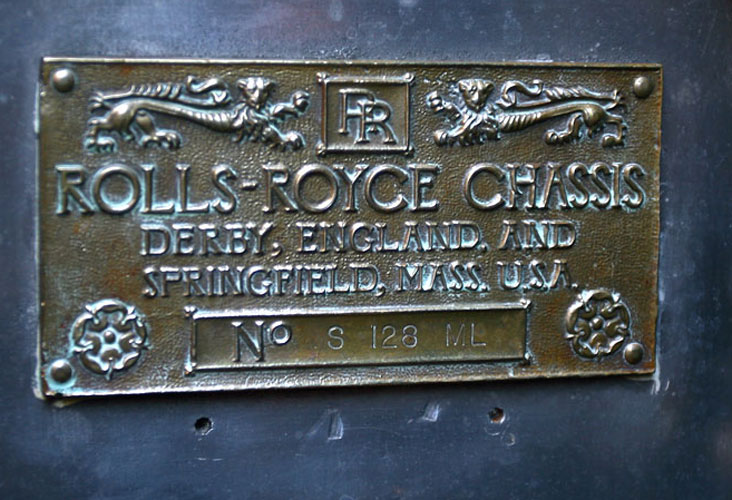 RR
ROLLS-ROYCE CHASSIS
DERBY, ENGLAND, AND
SPRINGFIELD, MASS. U.S.A.
No S 128 ML